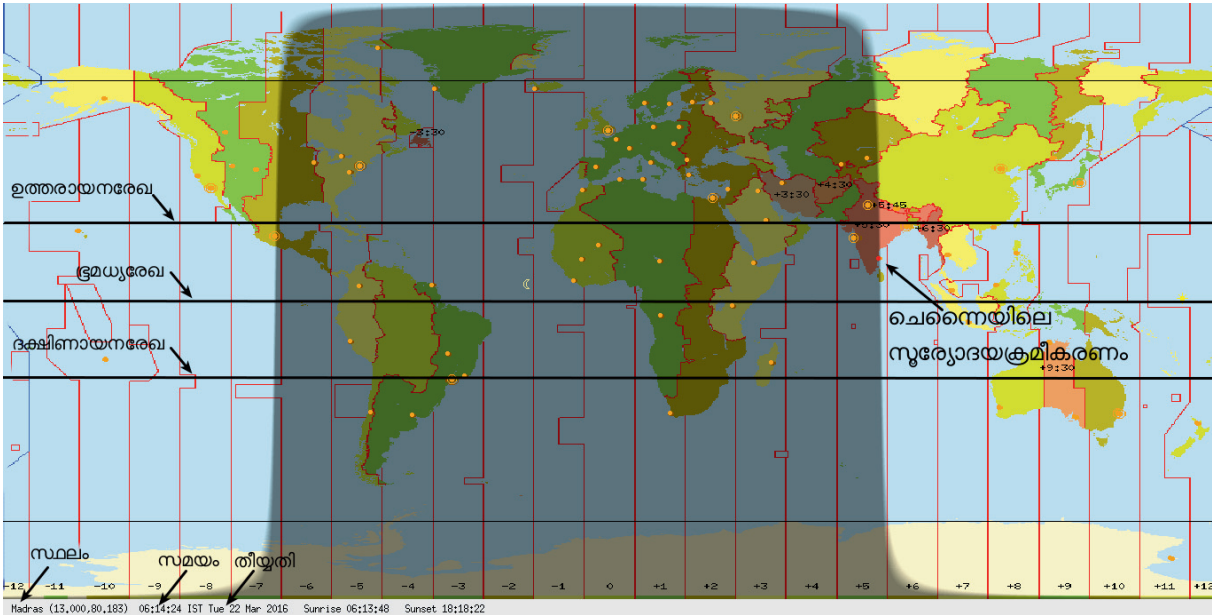 -3:30
ഉത്തരായനരേഖ
+3:30
+4:30
+5:45
+5:30
+6:30
ഭൂമധ്യരേഖ
ചെന്നൈയിലെ
സൂര്യോദയക്രമീകരണം
ദക്ഷിണായനരേഖ
+9:30
സ്ഥലം
സമയം
തീയ്യതി
+12 -11 -10 -9 -8 -7 -6 -5 -4 -3 -2 -1 0 +1 +2 +3 +4 +5 +6 +7 +8 +9 +10 +11 +12
Madras (13,000,80,183) 06:14:24 IST Tue 22 Mar 2016 Sunrise 06:13:48 Sunset 18:18:22